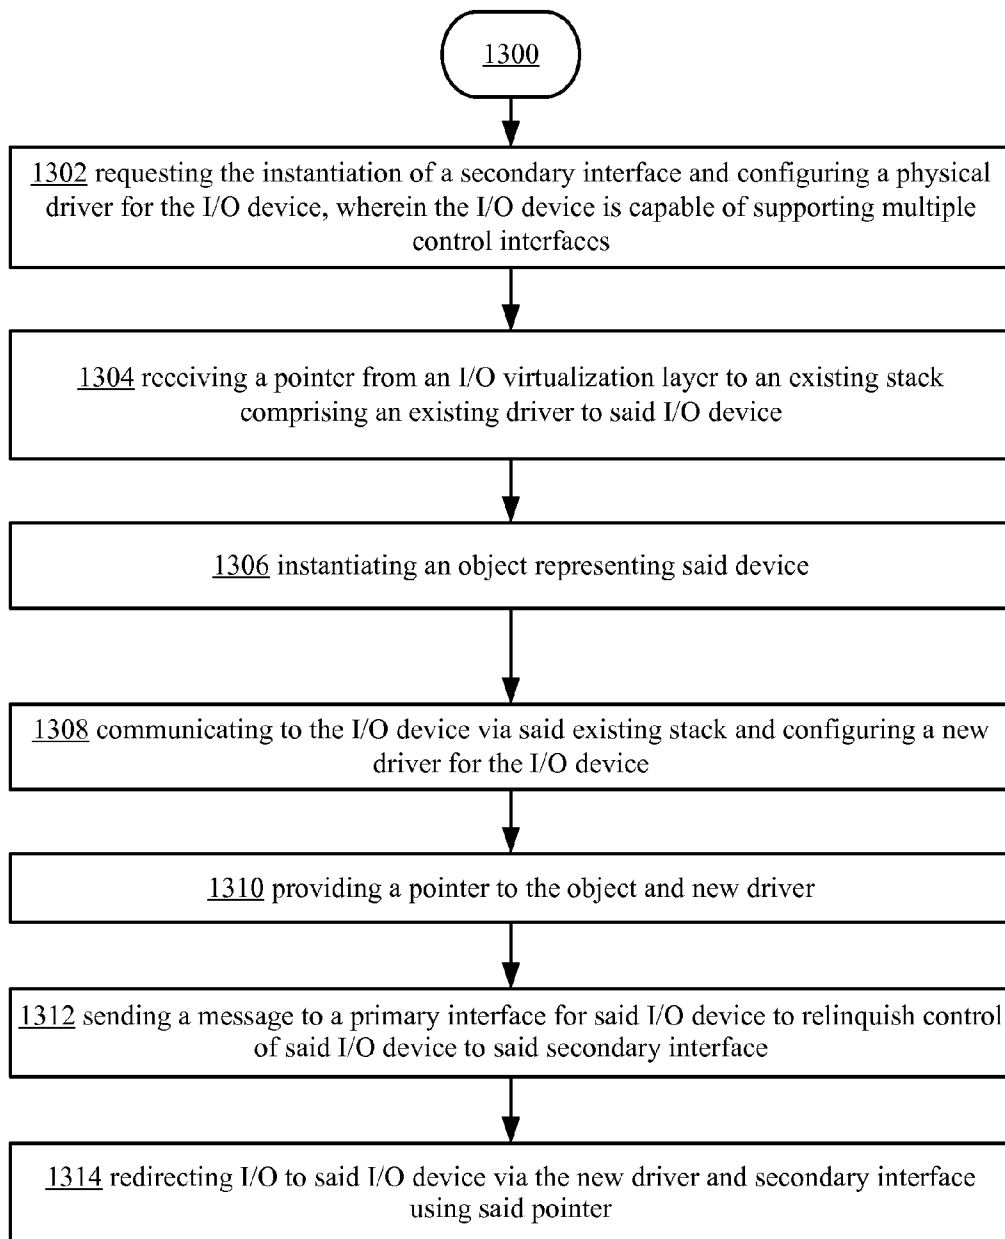 1300
1302 requesting the instantiation of a secondary interface and configuring a physical
driver for the I/O device, wherein the I/O device is capable of supporting multiple
control interfaces
1304 receiving a pointer from an I/O virtualization layer to an existing stack
comprising an existing driver to said I/O device
1306 instantiating an object representing said device
1308 communicating to the I/O device via said existing stack and configuring a new
driver for the I/O device
1310 providing a pointer to the object and new driver
1312 sending a message to a primary interface for said I/O device to relinquish control
of said I/O device to said secondary interface
1314 redirecting I/O to said I/O device via the new driver and secondary interface
using said pointer